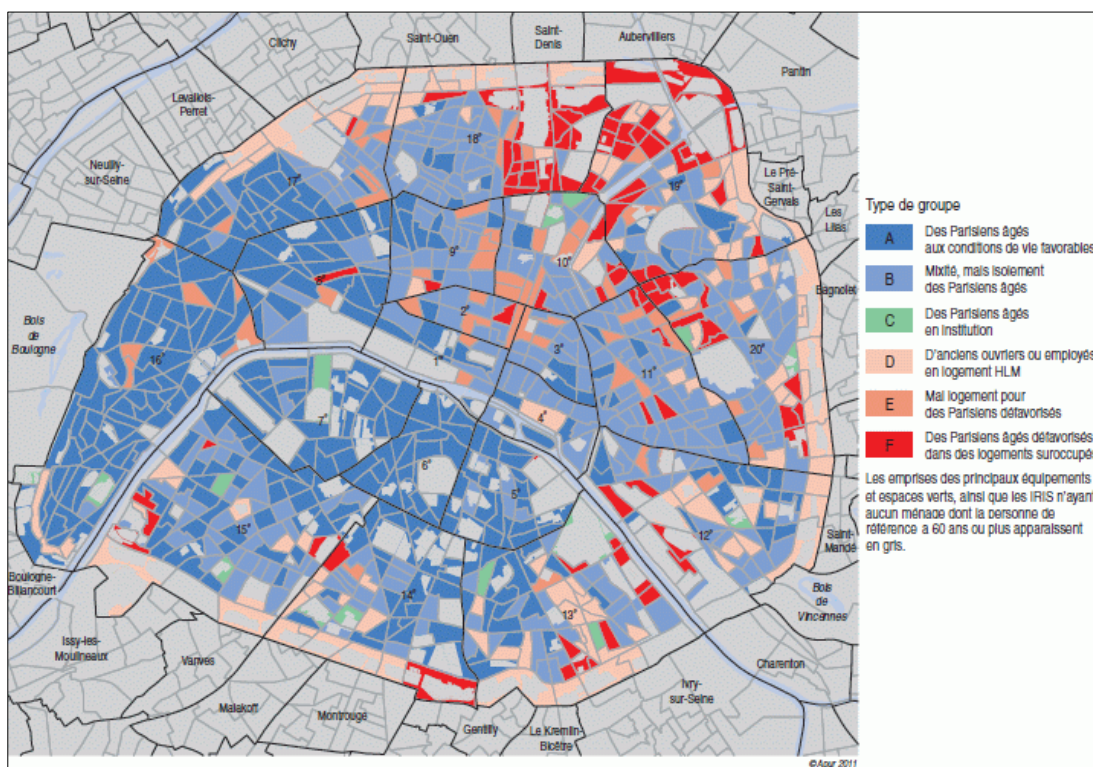 Clichy
Saint-Ouen
Saint-
Denis
Aubervilliers
Pantin
Levallois-
Perret
Neuilly-
sur-Seine
Le Pré-
Saint-
Gervais
Les
Lilas
Bagnolet
Bois
de
Boulogne
18e
17e
19e
9e
10e
8e
2e
3e
1er
11e
20e
16e
4e
7e
6e
5e
15e
12e
14e
13e
Saint-
Mandé
Bois
de
Vincennes
Charenton
Boulogne-
Billancourt
Issy-les-
Moulineaux
Vanves
Malakoff
Montrouge
Gentilly
Le Kremlin-
Bicêtre
Ivry-
sur-Seine
Type de groupe
A Des Parisiens âgés
aux conditions de vie favorables
B Mixité, mais isolement
des Parisiens âgés
C Des Parisiens âgés
en institution
D D'anciens ouvriers ou employés
en logement HLM
E Mal logement pour
des Parisiens défavorisés
F Des Parisiens âgés défavorisés
dans des logements suroccupés
Les emprises des principaux équipements
et espaces verts, ainsi que les IRIS n'ayant
aucun ménage dont la personne de
référence a 60 ans ou plus apparaissent
en gris.
©Apur 2011